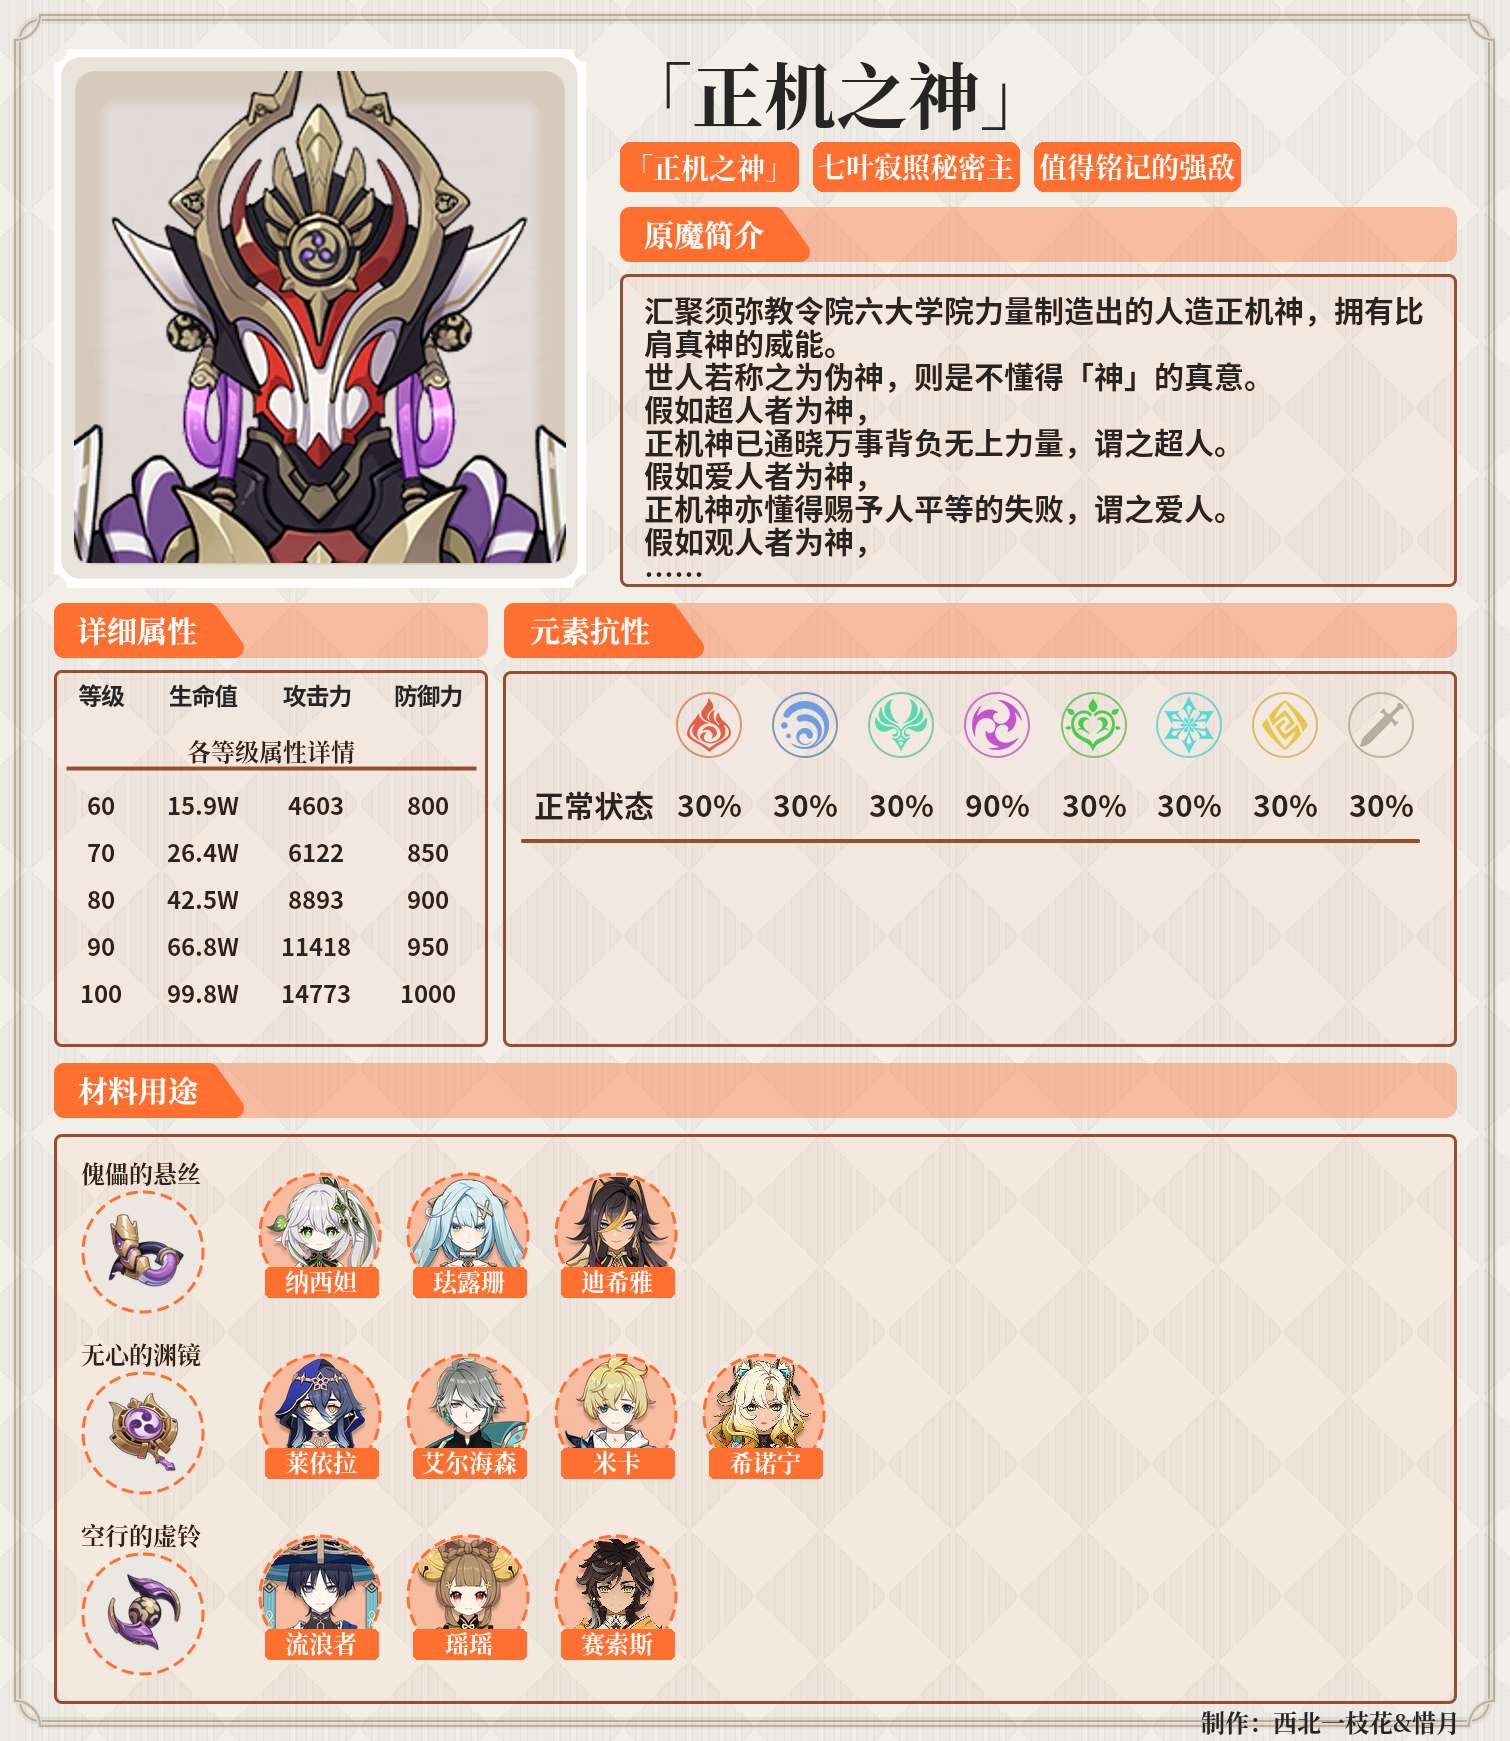 「正机之神」
「正机之神」 七叶寂照秘密主 值得铭记的强敌
原魔简介
汇聚须弥教令院六大学院力量制造出的人造正机神，拥有比
肩真神的威能。
世人若称之为伪神，则是不懂得「神」的真意。
假如超人者为神，
正机神已通晓万事背负无上力量，谓之超人。
假如爱人者为神，
正机神亦懂得赐予人平等的失败，谓之爱人。
假如观人者为神，
……
详细属性
等级 生命值 攻击力 防御力
各等级属性详情
60 15.9W 4603 800
70 26.4W 6122 850
80 42.5W 8893 900
90 66.8W 11418 950
100 99.8W 14773 1000
元素抗性
正常状态 30% 30% 30% 90% 30% 30% 30% 30%
材料用途
傀儡的悬丝
纳西妲 珐露珊 迪希雅
无心的渊镜
莱依拉 艾尔海森 米卡 希诺宁
空行的虚铃
流浪者 瑶瑶 赛索斯
制作：西北一枝花&惜月